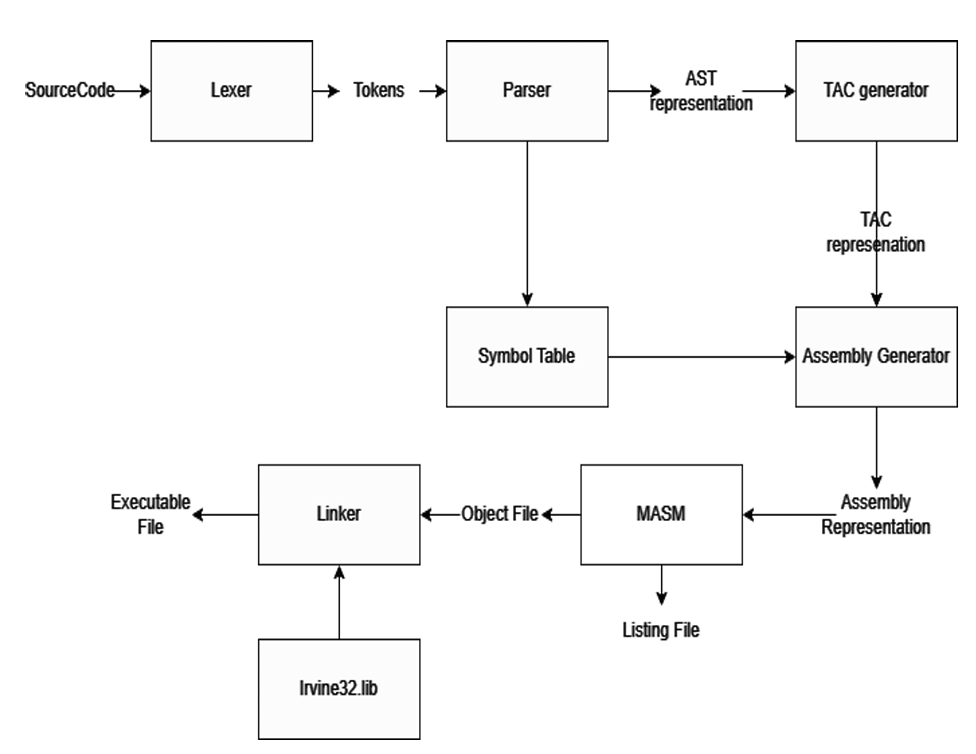 SourceCode
Lexer
Tokens
Parser
AST
representation
TAC generator
TAC
represenation
Symbol Table
Assembly Generator
Executable
File
Linker
Object File
MASM
Assembly
Representation
Listing File
Irvine32.lib